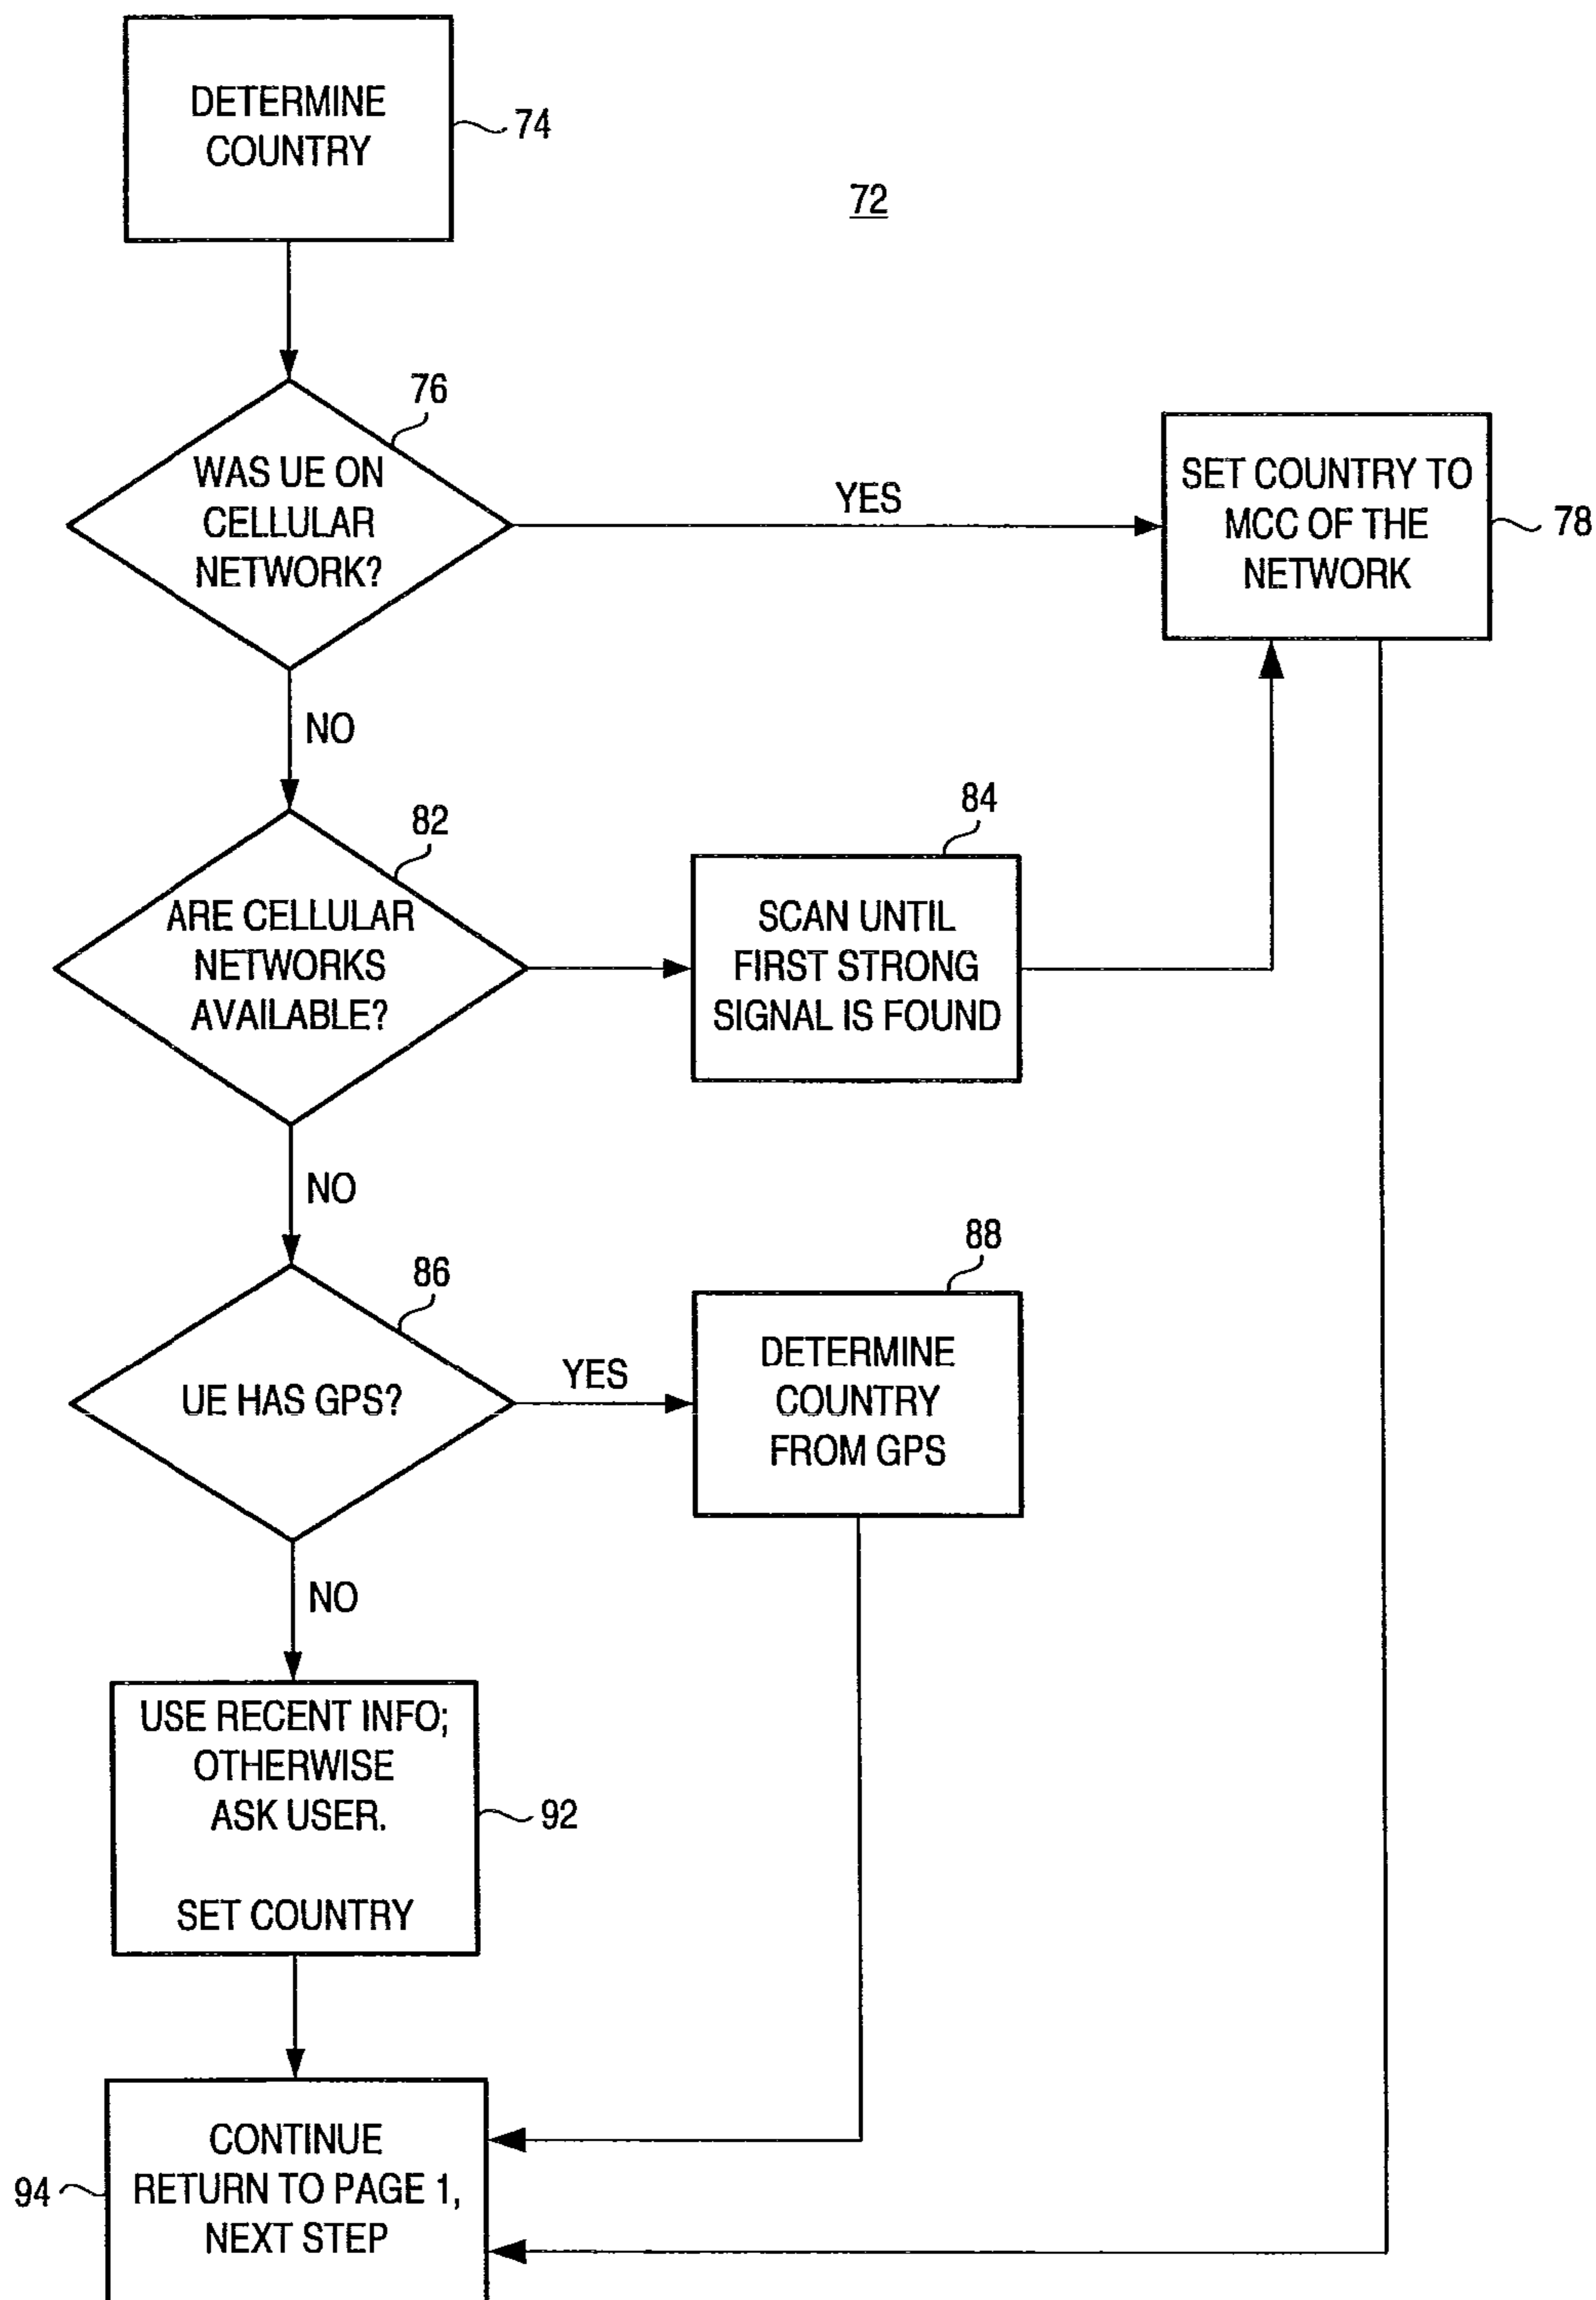 DETERMINE
COUNTRY
74
72
76
WAS UE ON
CELLULAR
NETWORK?
YES
SET COUNTRY TO
MCC OF THE
NETWORK
78
NO
82
ARE CELLULAR
NETWORKS
AVAILABLE?
84
SCAN UNTIL
FIRST STRONG
SIGNAL IS FOUND
NO
86
UE HAS GPS?
YES
88
DETERMINE
COUNTRY
FROM GPS
NO
USE RECENT INFO;
OTHERWISE
ASK USER.
SET COUNTRY
92
94
CONTINUE
RETURN TO PAGE 1,
NEXT STEP